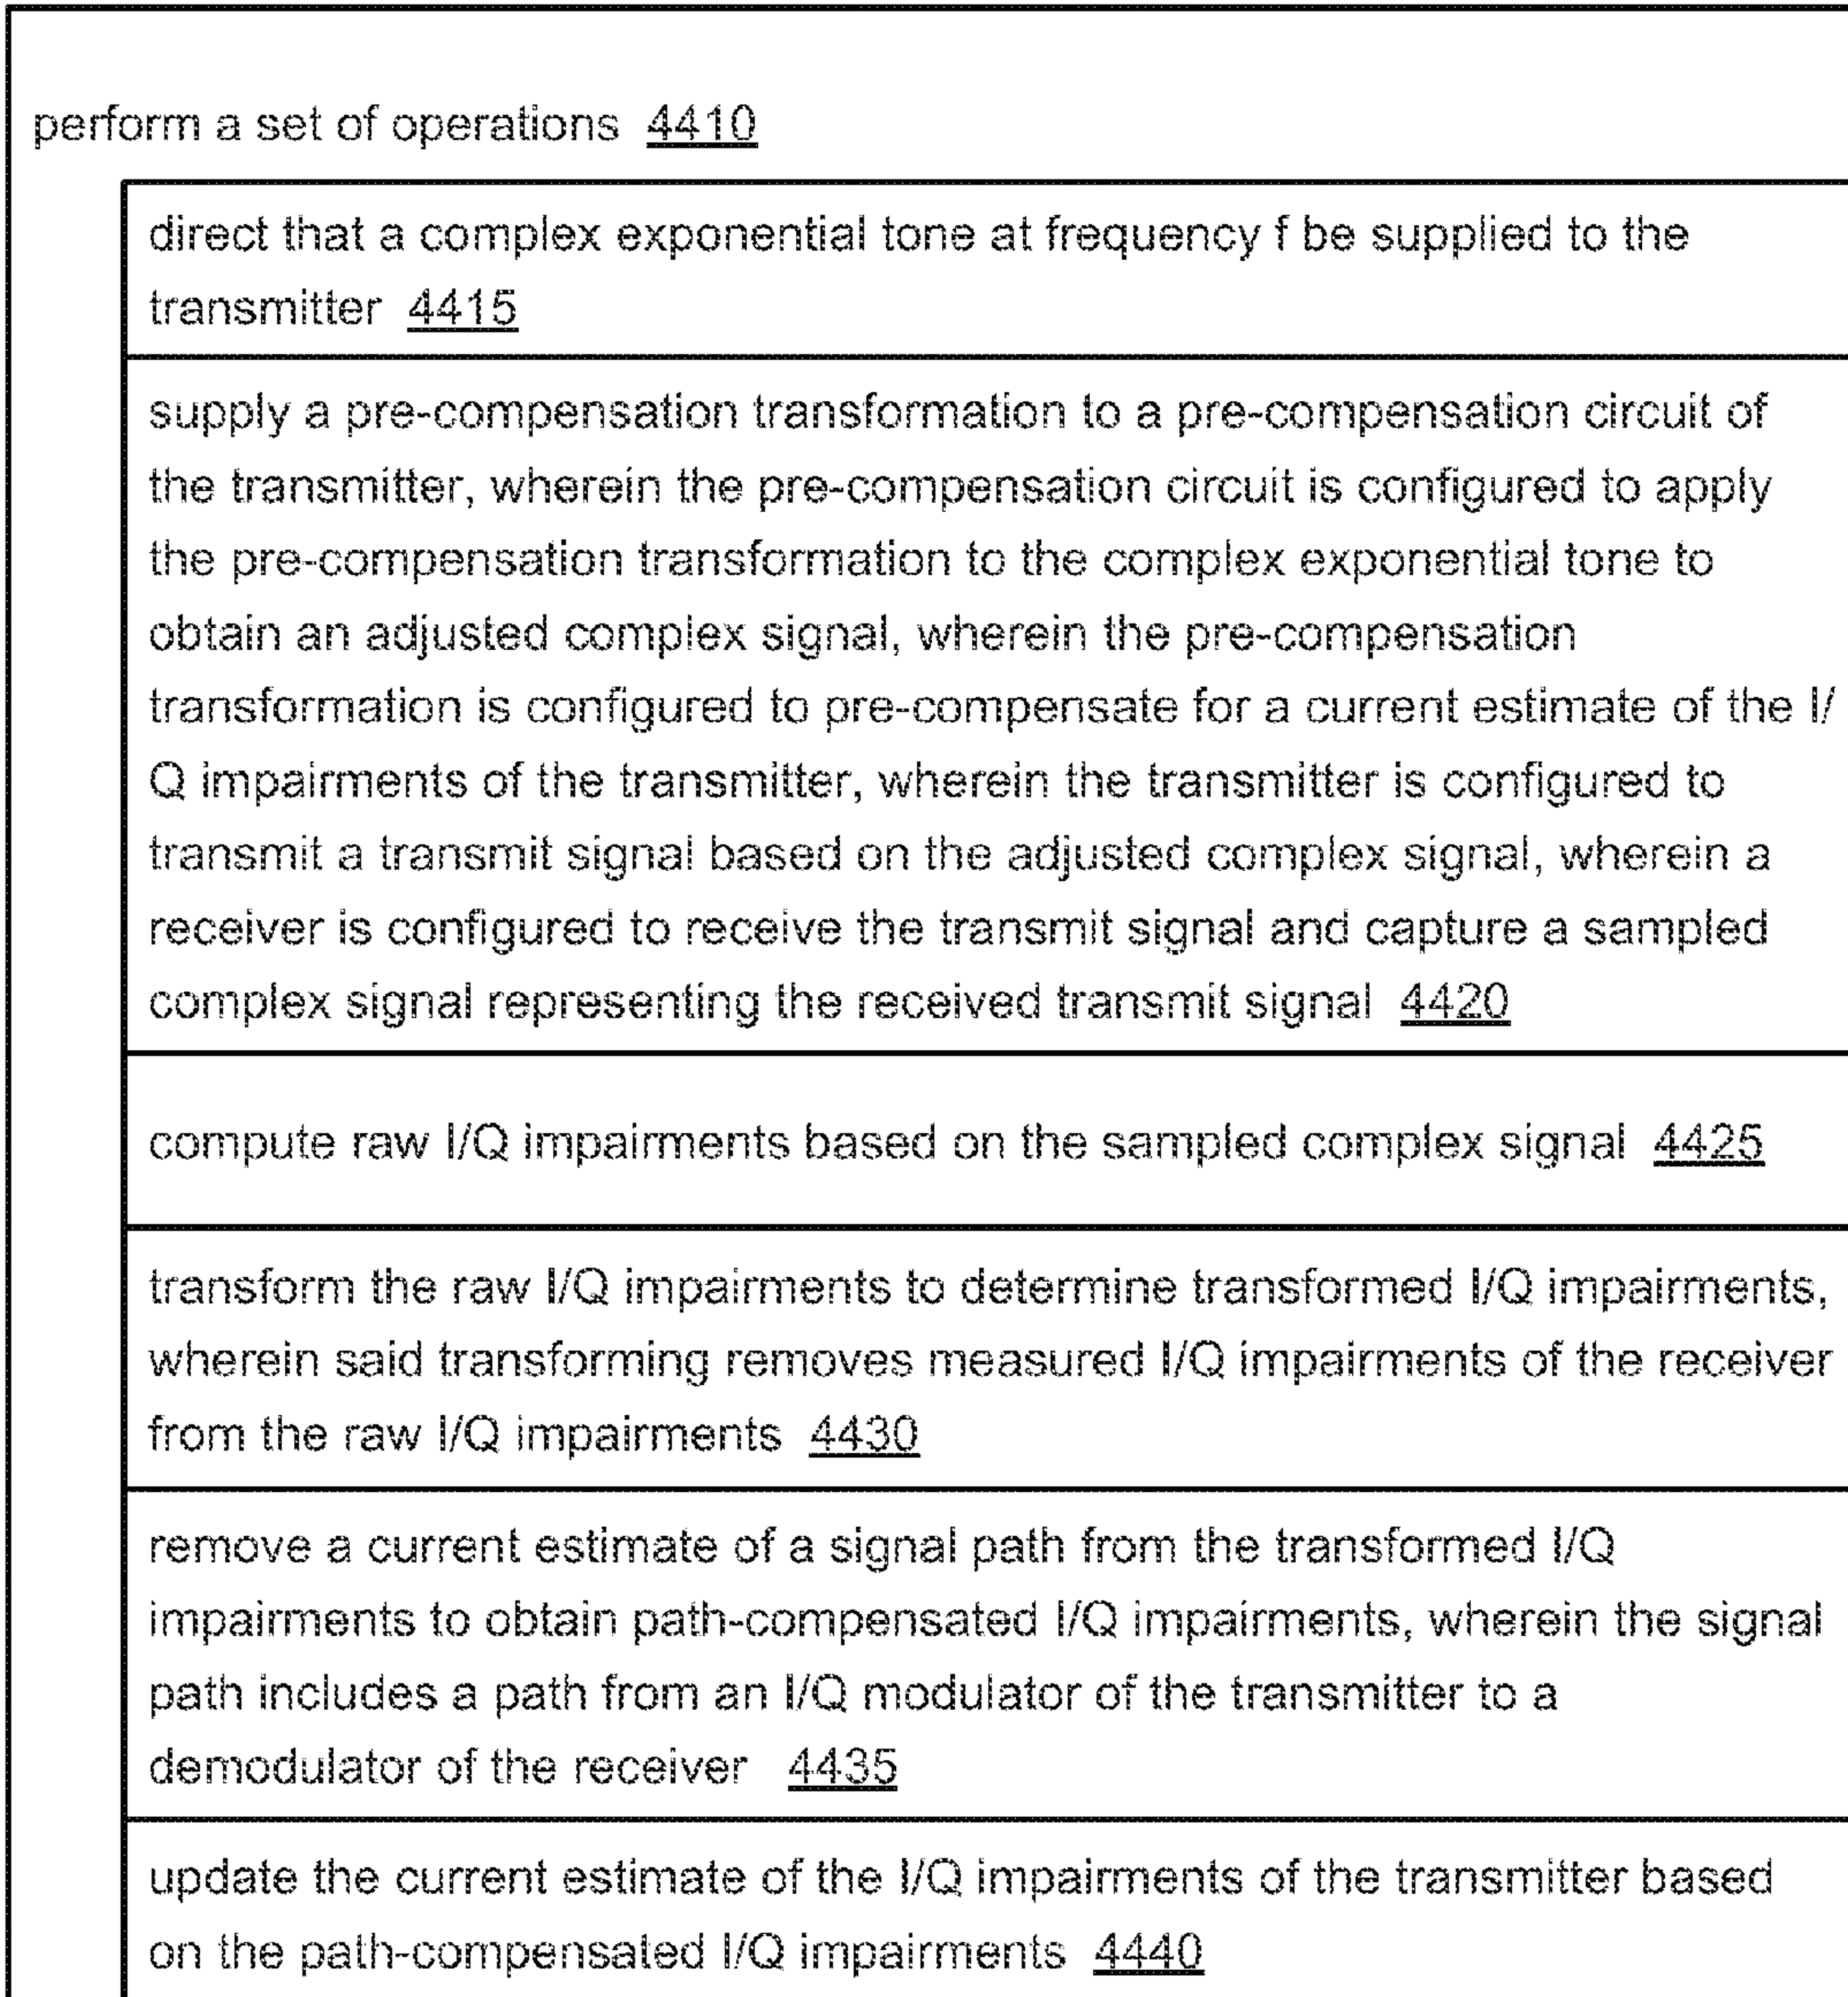 perform a set of operations 4410
direct that a complex exponential tone at frequency f be supplied to the
transmitter 4415
supply a pre-compensation transformation to a pre-compensation circuit of
the transmitter, wherein the pre-compensation circuit is configured to apply
the pre-compensation transformation to the complex exponential tone to
obtain an adjusted complex signal, wherein the pre-compensation
transformation is configured to pre-compensate for a current estimate of the I/
Q impairments of the transmitter, wherein the transmitter is configured to
transmit a transmit signal based on the adjusted complex signal, wherein a
receiver is configured to receive the transmit signal and capture a sampled
complex signal representing the received transmit signal 4420
compute raw I/Q impairments based on the sampled complex signal 4425
transform the raw I/Q impairments to determine transformed I/Q impairments,
wherein said transforming removes measured I/Q impairments of the receiver
from the raw I/Q impairments 4430
remove a current estimate of a signal path from the transformed I/Q
impairments to obtain path-compensated I/Q impairments, wherein the signal
path includes a path from an I/Q modulator of the transmitter to a
demodulator of the receiver 4435
update the current estimate of the I/Q impairments of the transmitter based
on the path-compensated I/Q impairments 4440